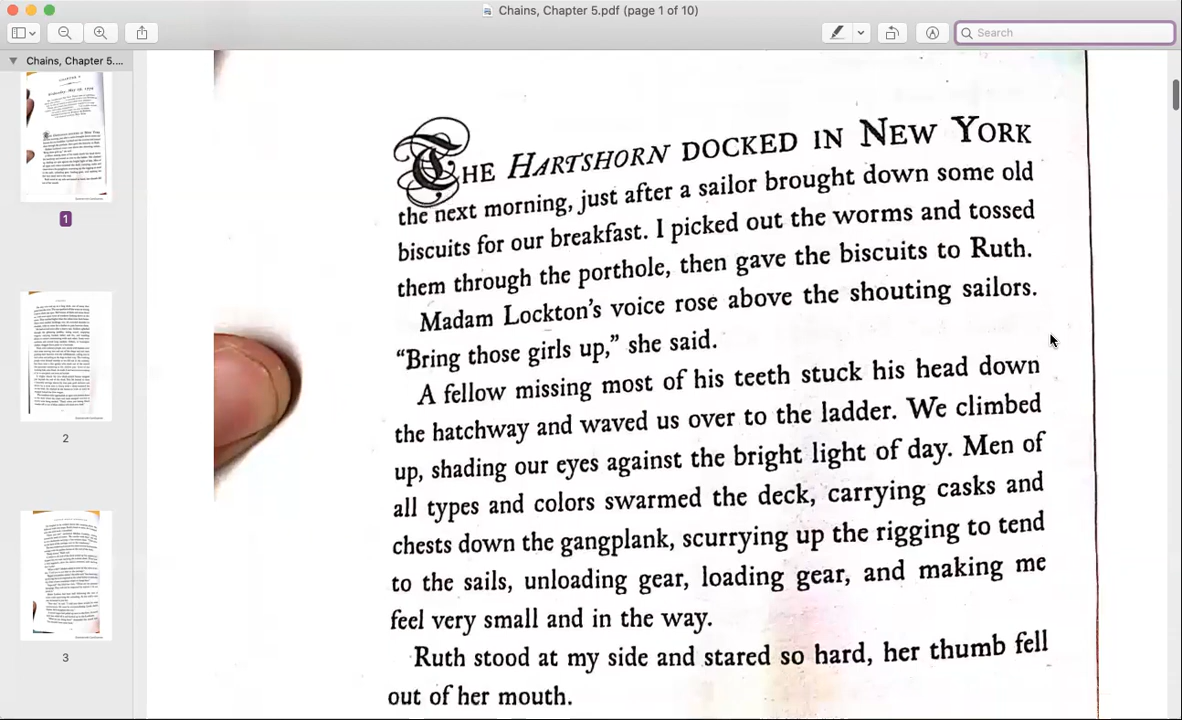 Chains, Chapter 5.pdf (page 1 of 10)
Search
Chains, Chapter 5....
1
2
3
THE HARTSHORN DOCKED IN NEW YORK
the next morning, just after a sailor brought down some old
biscuits for our breakfast. I picked out the worms and tossed
them through the porthole, then gave the biscuits to Ruth.
Madam Lockton's voice rose above the shouting sailors.
“Bring those girls up,” she said.
A fellow missing most of his teeth stuck his head down
the hatchway and waved us over to the ladder. We climbed
up, shading our eyes against the bright light of day. Men of
all types and colors swarmed the deck, carrying casks and
chests down the gangplank, scurrying up the rigging to tend
to the sails, unloading gear, loading gear, and making me
feel very small and in the way.
Ruth stood at my side and stared so hard, her thumb fell
out of her mouth.